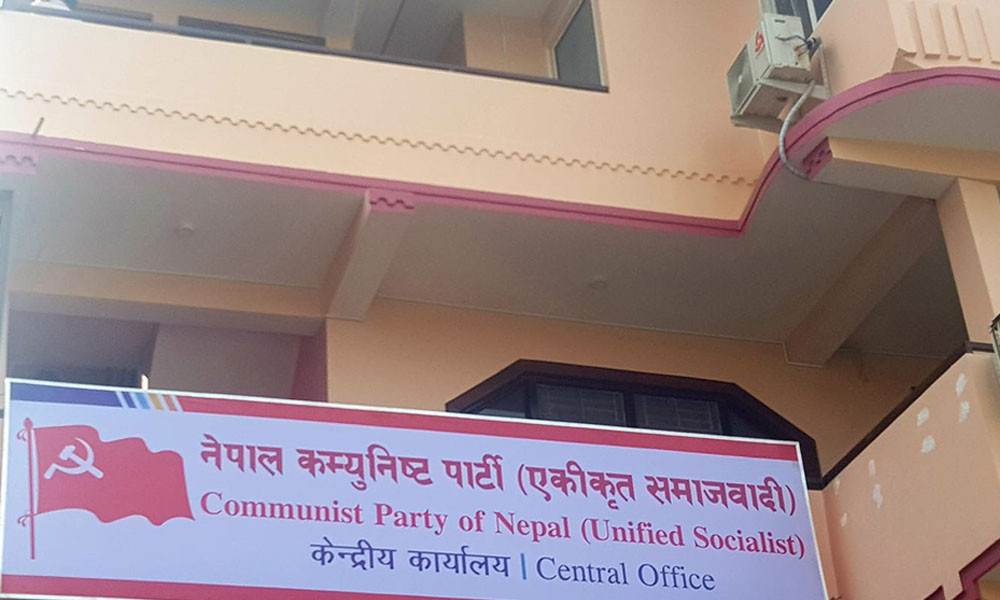 नेपाल कम्युनिष्ट पार्टी (एकीकृत समाजवादी)
Communist Party of Nepal (Unified Socialist)
केन्द्रीय कार्यालय | Central Office